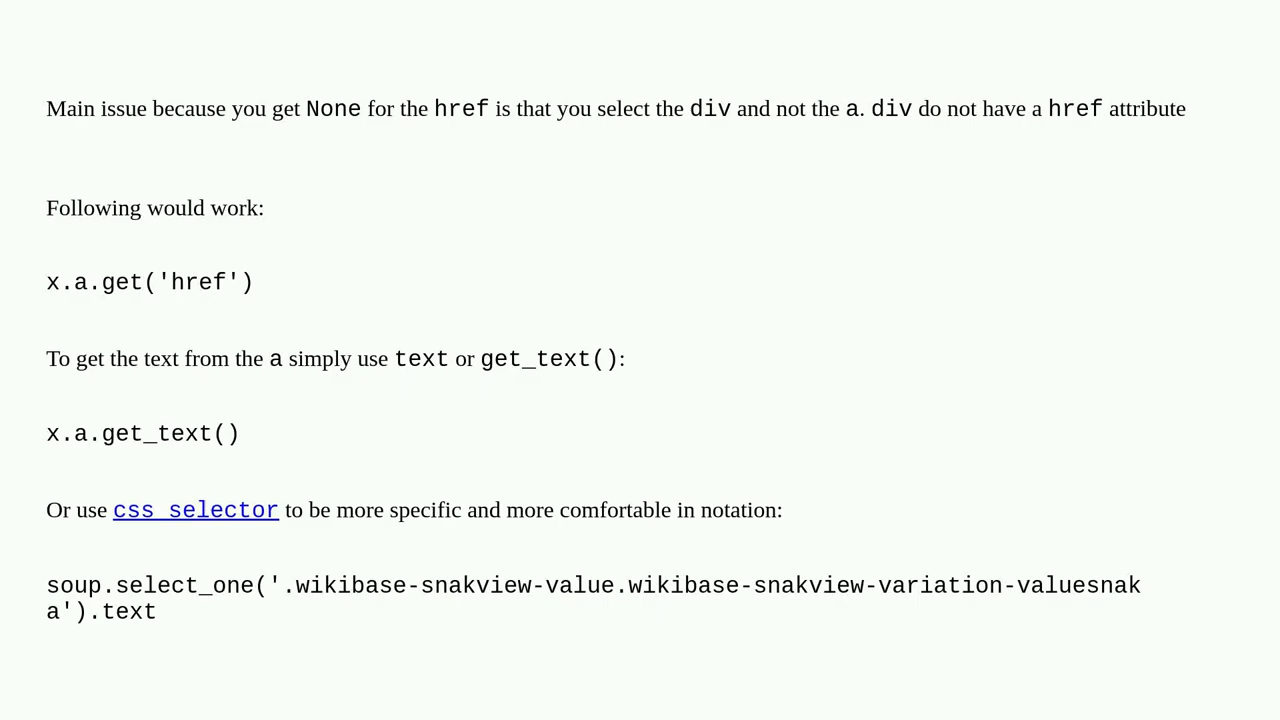 Main issue because you get None for the href is that you select the div and not the a. div do not have a href attribute
Following would work:
x.a.get('href')
To get the text from the a simply use text or get_text():
x.a.get_text()
Or use css selector to be more specific and more comfortable in notation:
soup.select_one('.wikibase-snakview-value.wikibase-snakview-variation-valuesnak
a').text